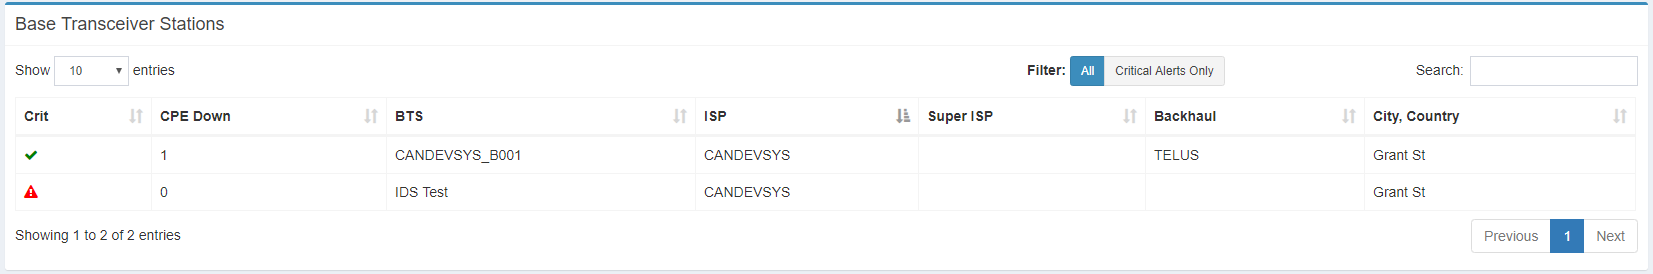 Base Transceiver Stations
Show 10 entries Filter: All Critical Alerts Only Search:
Crit CPE Down BTS ISP Super ISP Backhaul City, Country
1 CANDEVSYS_B001 CANDEVSYS TELUS Grant St
0 IDS Test CANDEVSYS Grant St
Showing 1 to 2 of 2 entries Previous 1 Next